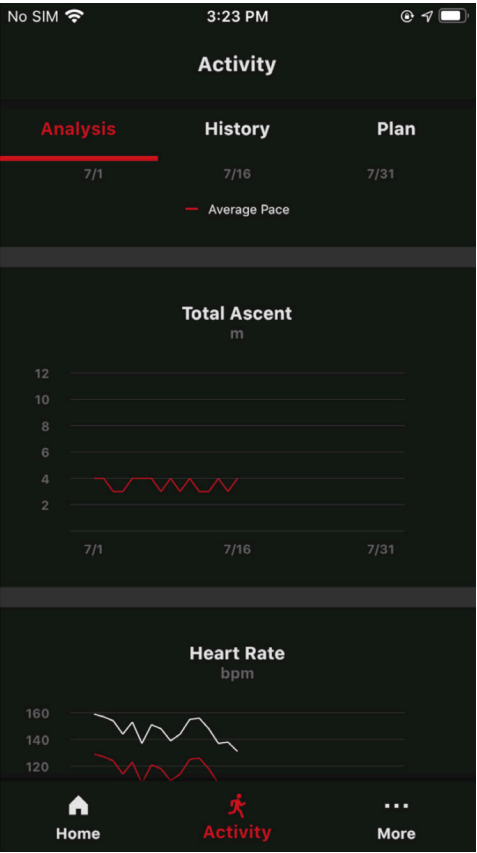 No SIM 3:23 PM
Activity
Analysis History Plan
7/1 7/16 7/31
Average Pace
Total Ascent
m
12
10
8
6
4
2
7/1 7/16 7/31
Heart Rate
bpm
160
140
120
Home Activity More